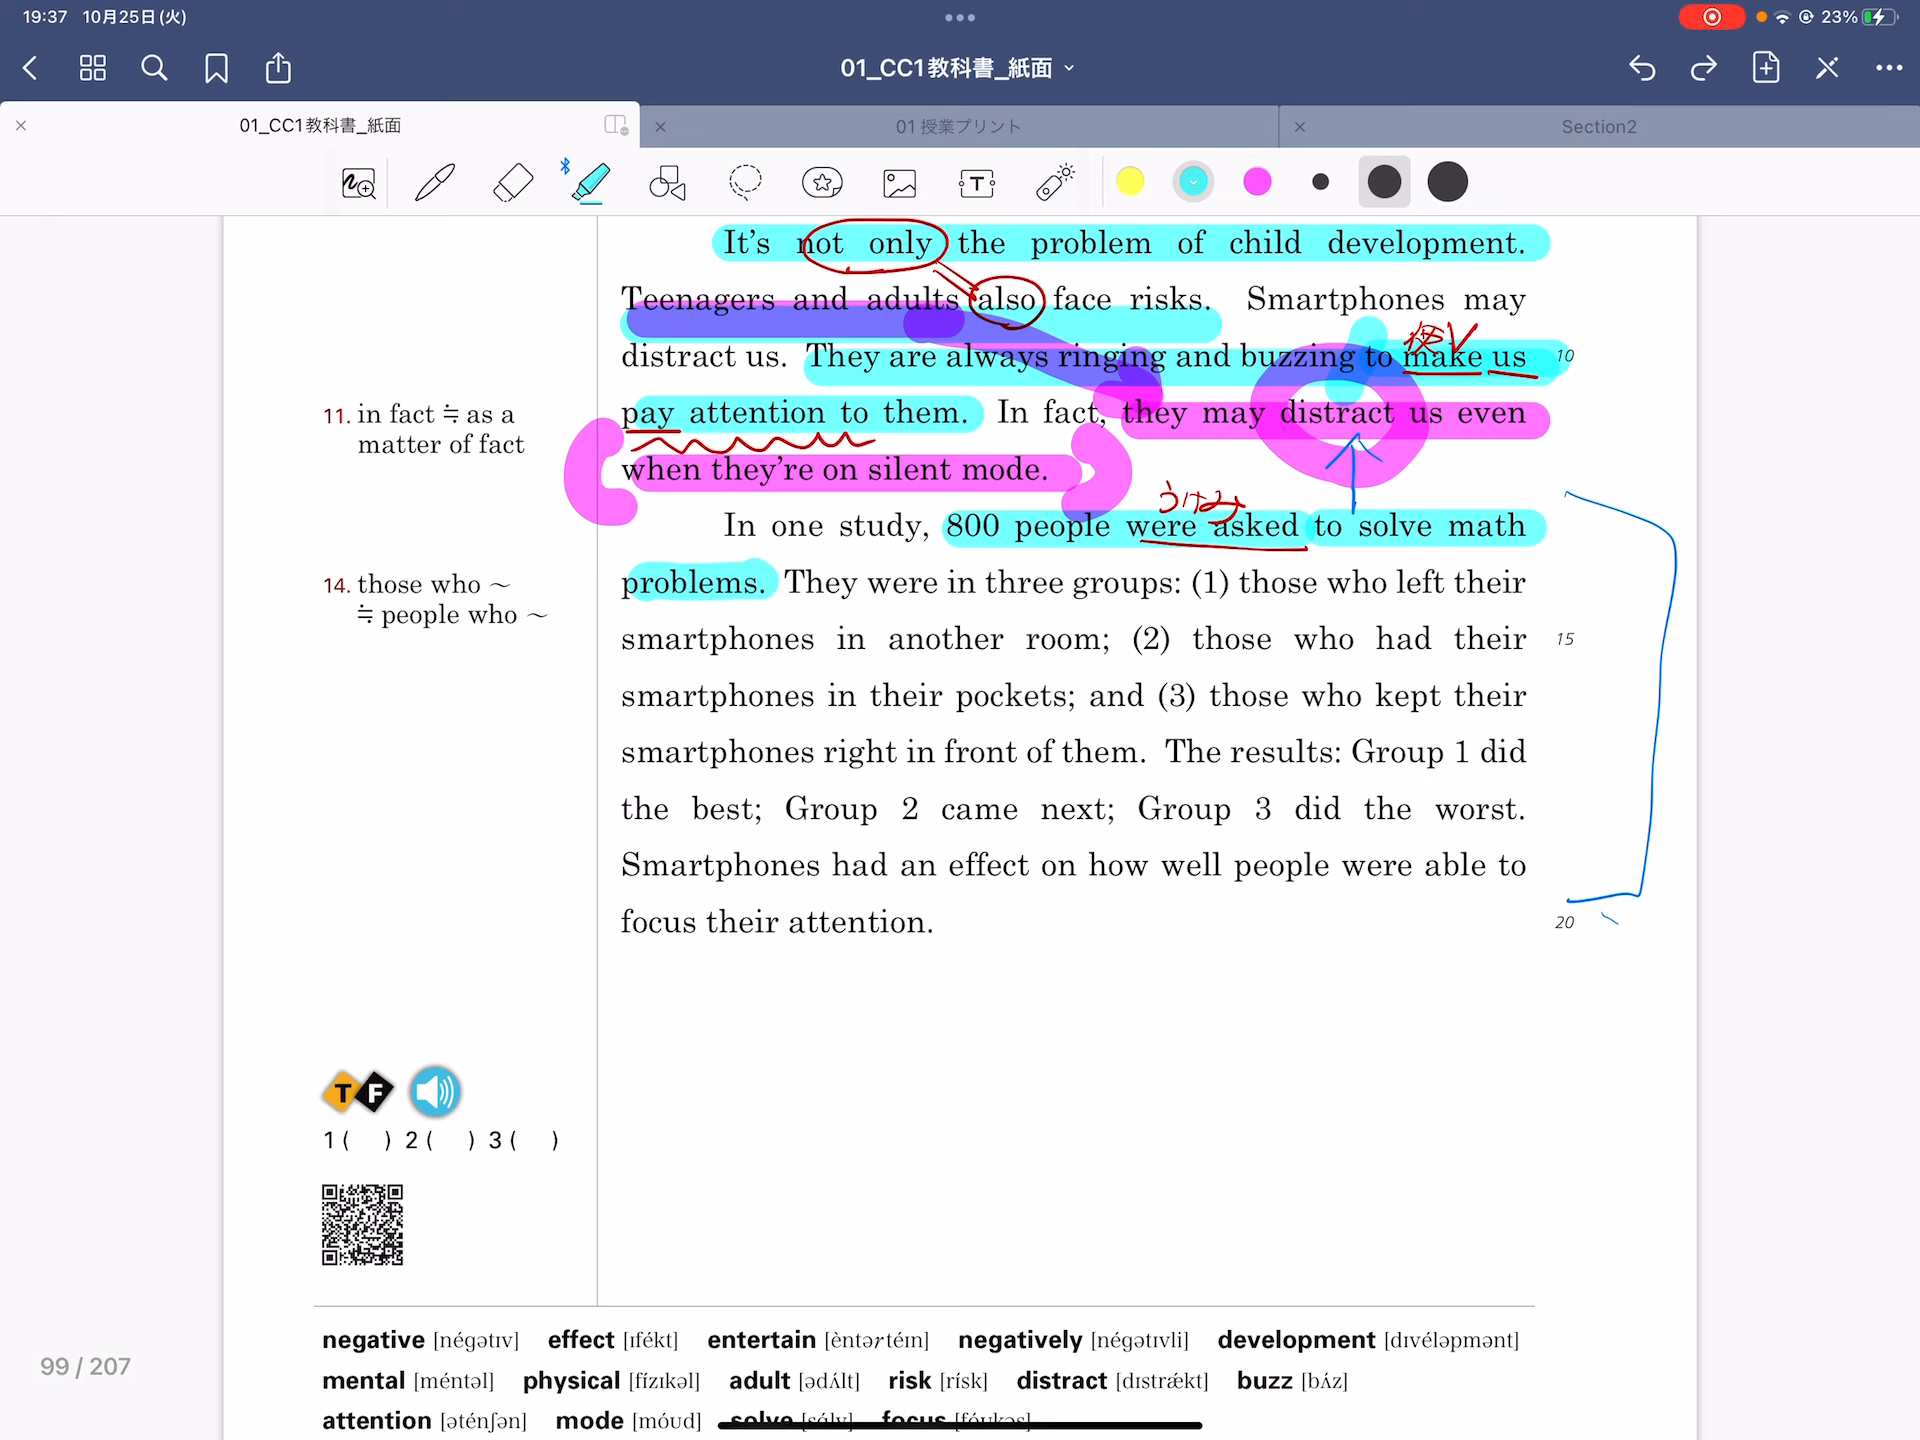 19:37 10月25日(火)
23%
01_CC1教科書_紙面
01_CC1教科書_紙面
01 授業プリント
Section2
It's not only the problem of child development.
Teenagers and adults also face risks. Smartphones may
distract us. They are always ringing and buzzing to make us
10
使 V
pay attention to them. In fact, they may distract us even
when they're on silent mode.
うけみ
In one study, 800 people were asked to solve math
problems. They were in three groups: (1) those who left their
smartphones in another room; (2) those who had their
15
smartphones in their pockets; and (3) those who kept their
smartphones right in front of them. The results: Group 1 did
the best; Group 2 came next; Group 3 did the worst.
Smartphones had an effect on how well people were able to
focus their attention.
20
11. in fact ≒ as a
matter of fact
14. those who ~
≒ people who ~
T F
1 ( ) 2 ( ) 3 ( )
99 / 207
negative [négətɪv] effect [ɪfékt] entertain [èntərtéɪn] negatively [négətɪvli] development [dɪvéləpmənt]
mental [méntəl] physical [fízɪkəl] adult [ədʌ́lt] risk [rísk] distract [dɪstrǽkt] buzz [bʌ́z]
attention [əténʃən] mode [móʊd] solve focus